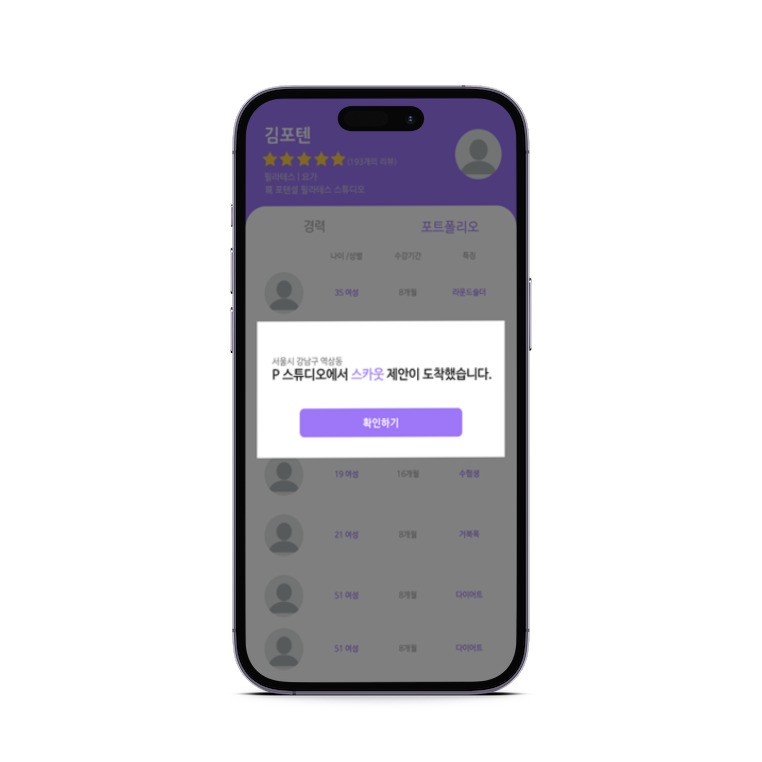 김포텐
(193개의 리뷰)
필라테스 | 요가
現 포텐셜 필라테스 스튜디오
경력 포트폴리오
나이 /성별 수강기간 특징
35 여성 8개월 라운드숄더
서울시 강남구 역삼동
P 스튜디오에서 스카웃 제안이 도착했습니다.
확인하기
19 여성 16개월 수험생
21 여성 8개월 거북목
51 여성 8개월 다이어트
51 여성 8개월 다이어트